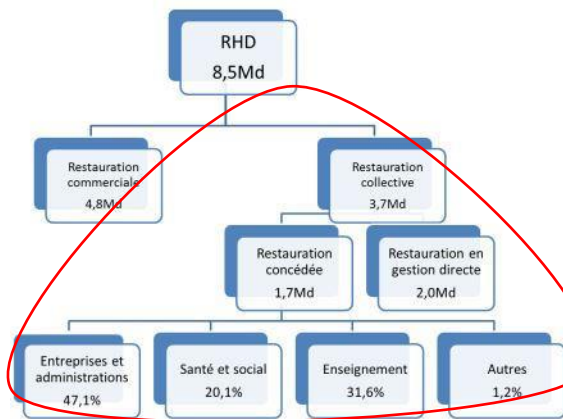 RHD
8,5Md
Restauration
commerciale
4,8Md
Restauration
collective
3,7Md
Restauration
concédée
1,7Md
Restauration en
gestion directe
2,0Md
Entreprises et
administrations
47,1%
Santé et social
20,1%
Enseignement
31,6%
Autres
1,2%